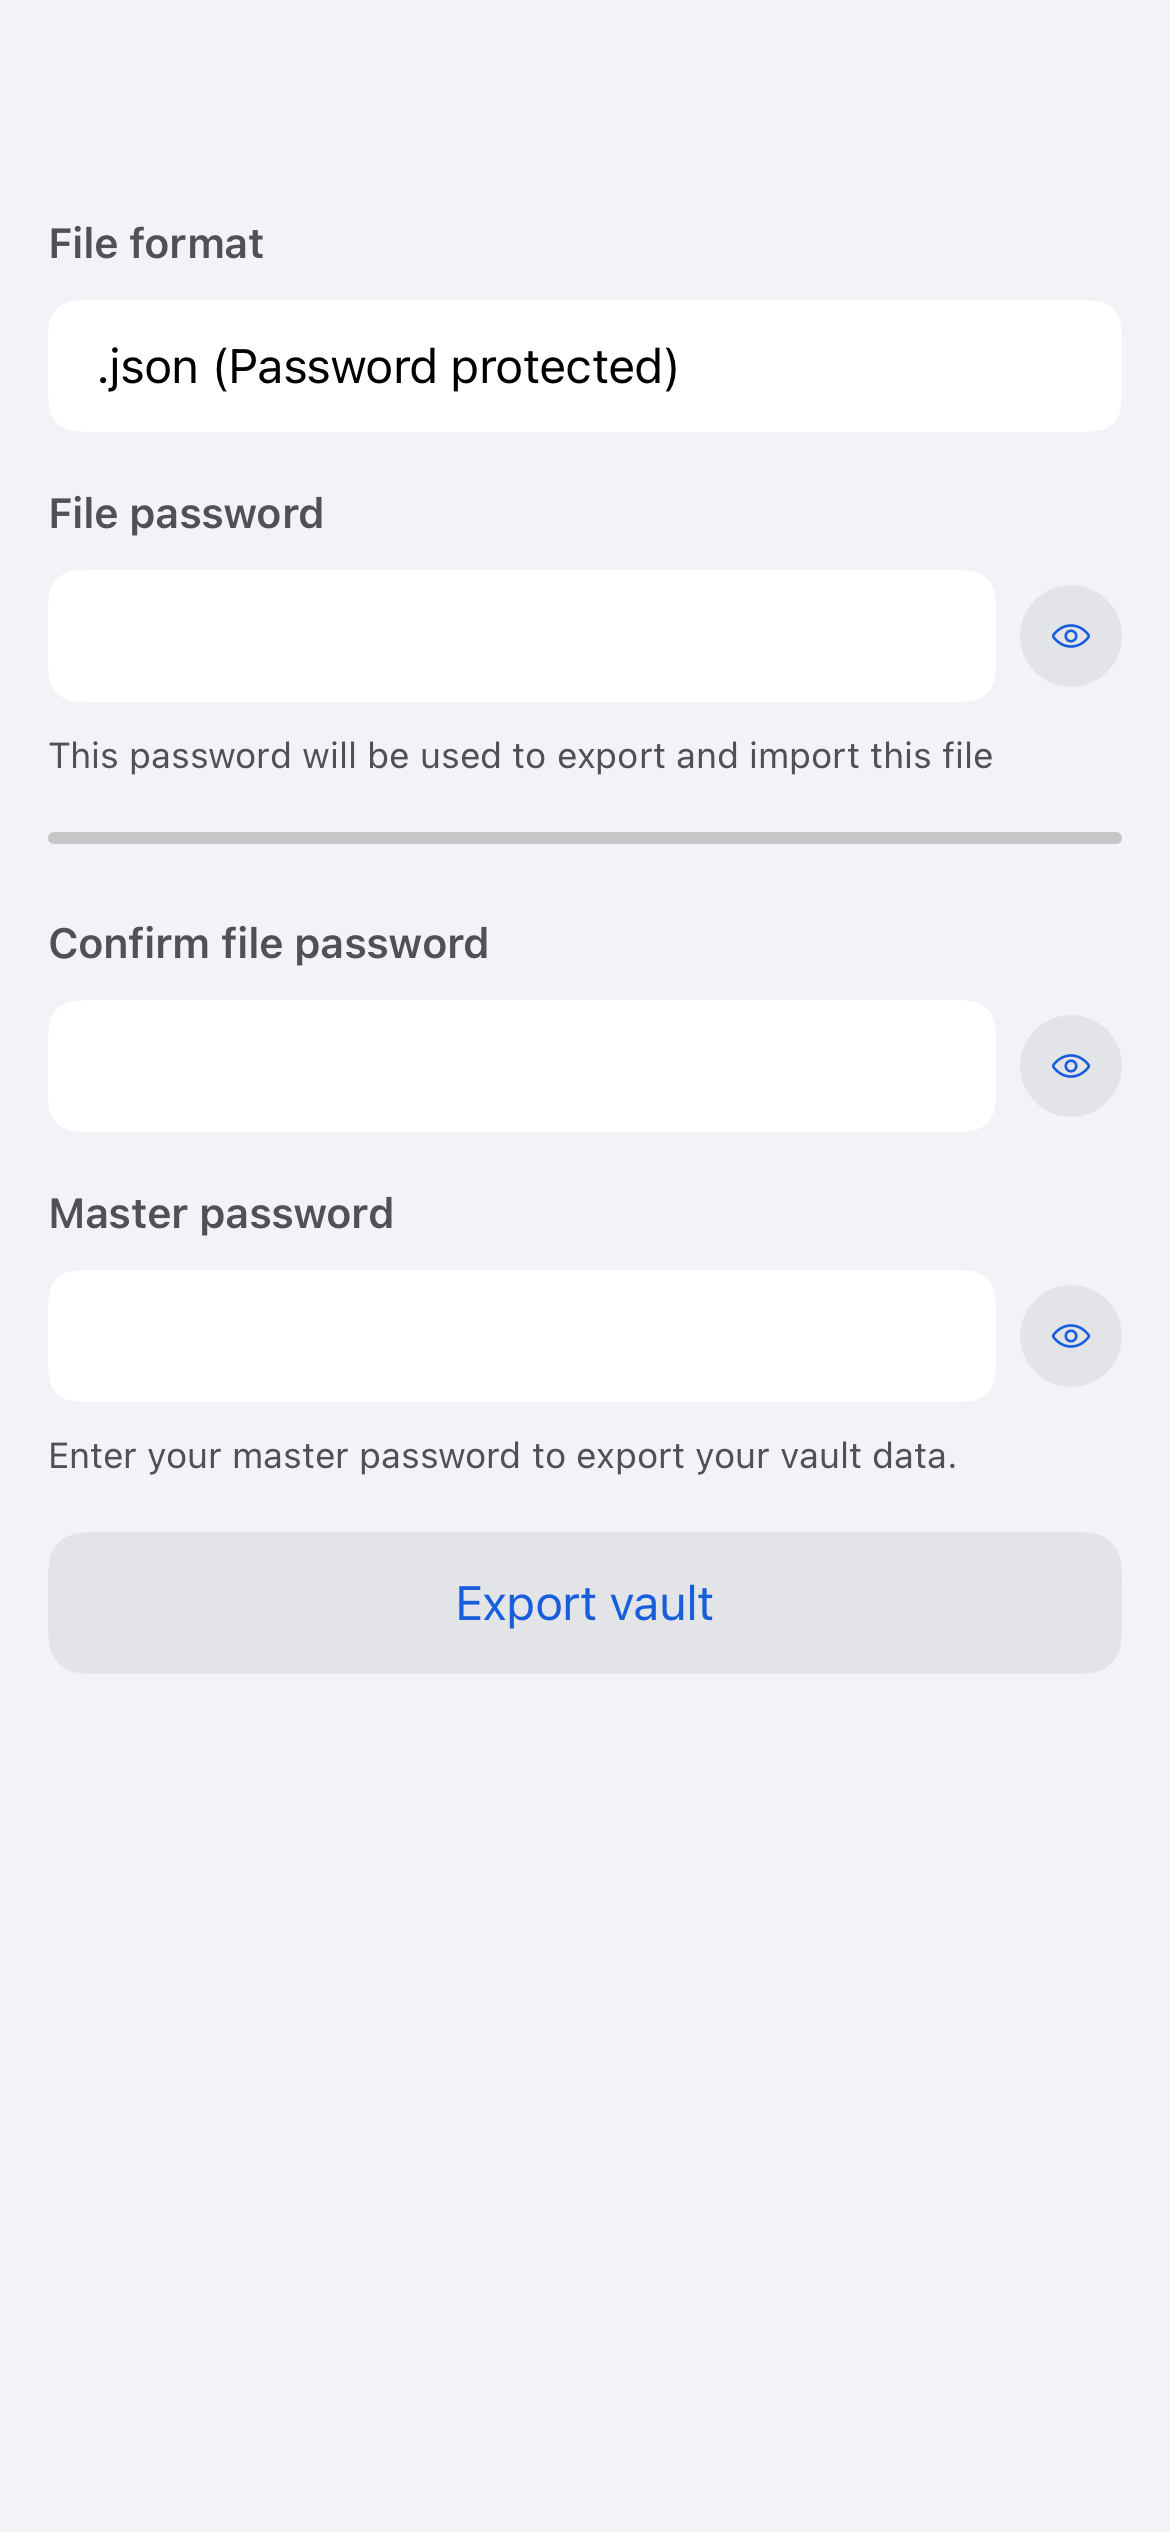 File format
.json (Password protected)
File password
This password will be used to export and import this file
Confirm file password
Master password
Enter your master password to export your vault data.
Export vault